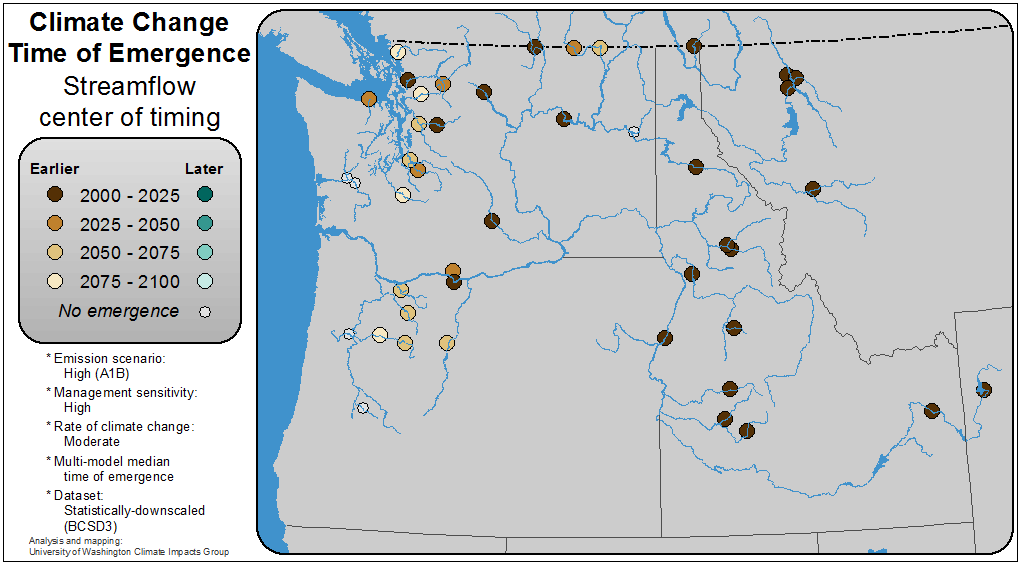 Climate Change
Time of Emergence
Streamflow
center of timing
Earlier Later
2000 - 2025
2025 - 2050
2050 - 2075
2075 - 2100
No emergence
* Emission scenario:
High (A1B)
* Management sensitivity:
High
* Rate of climate change:
Moderate
* Multi-model median
time of emergence
* Dataset:
Statistically-downscaled
(BCSD3)
Analysis and mapping:
University of Washington Climate Impacts Group